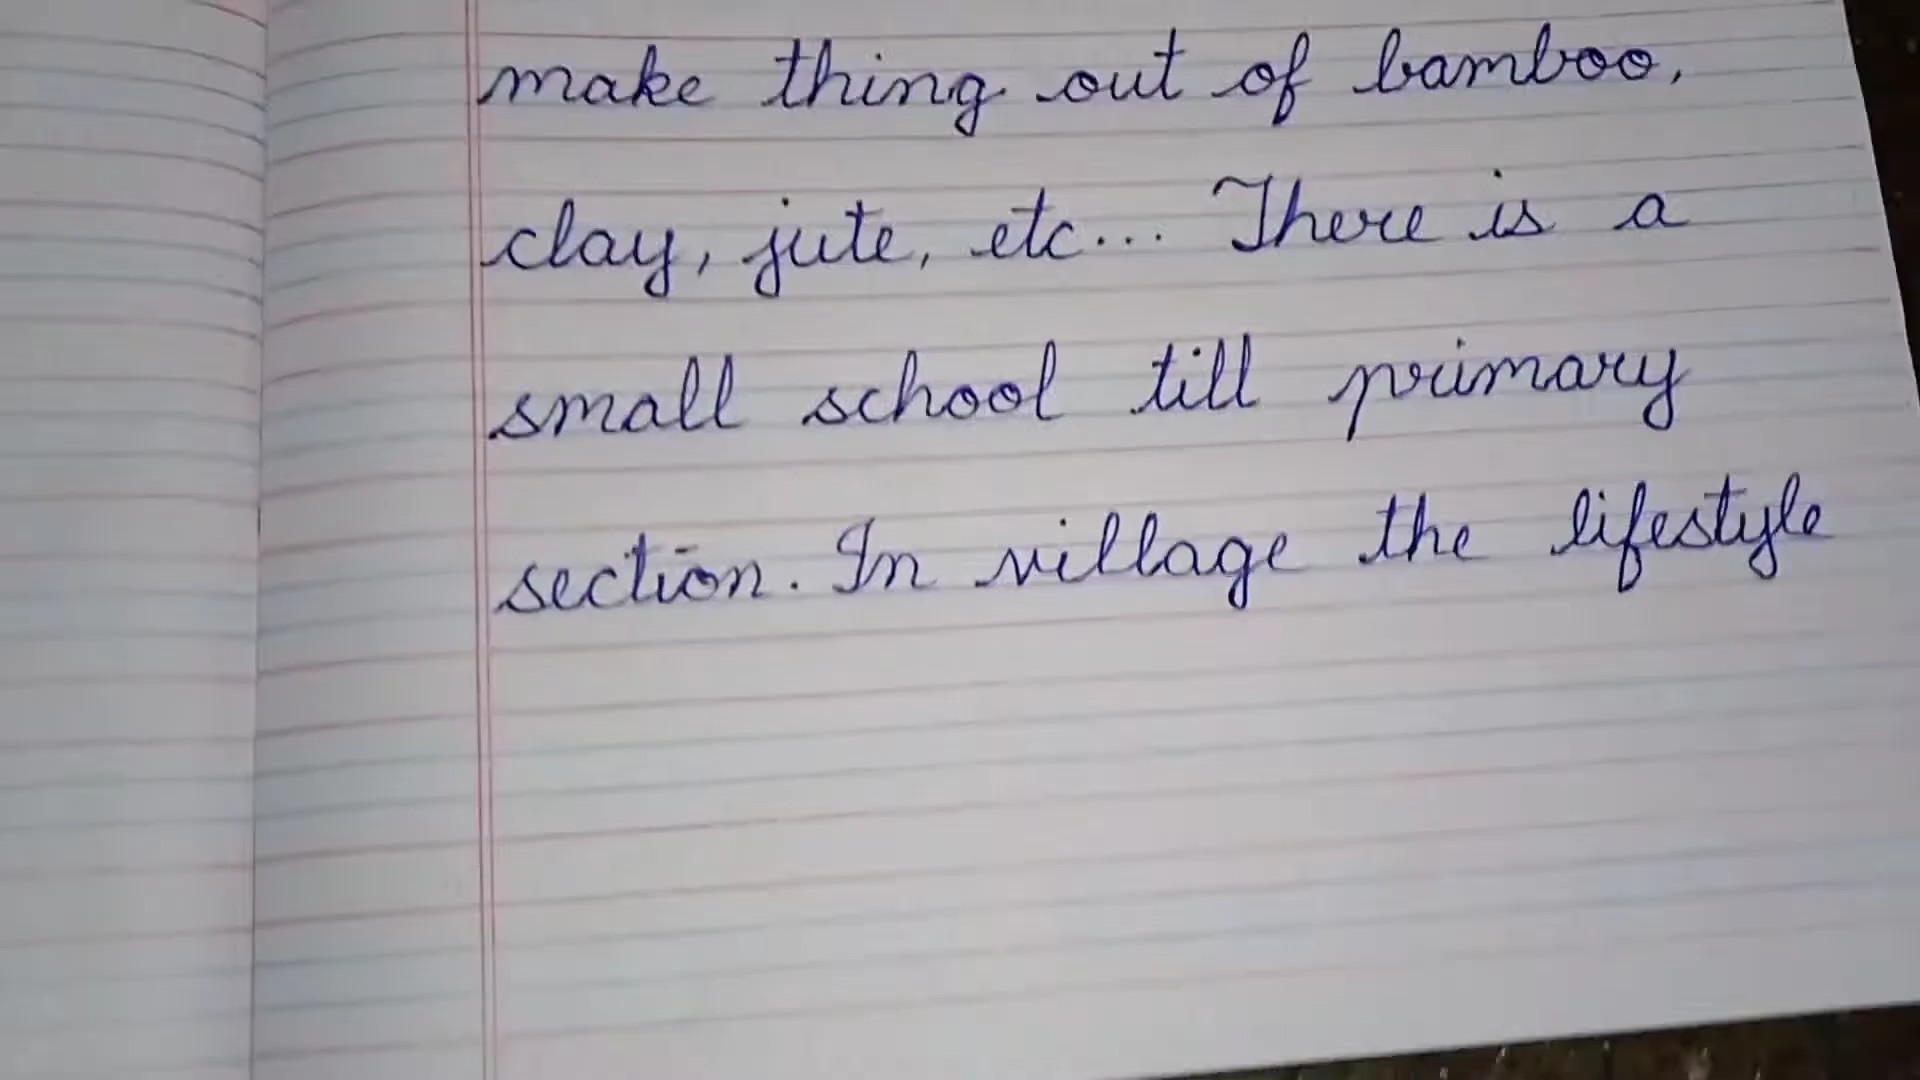 make thing out of bamboo,
clay, jute, etc... There is a
small school till primary
section. In village the lifestyle